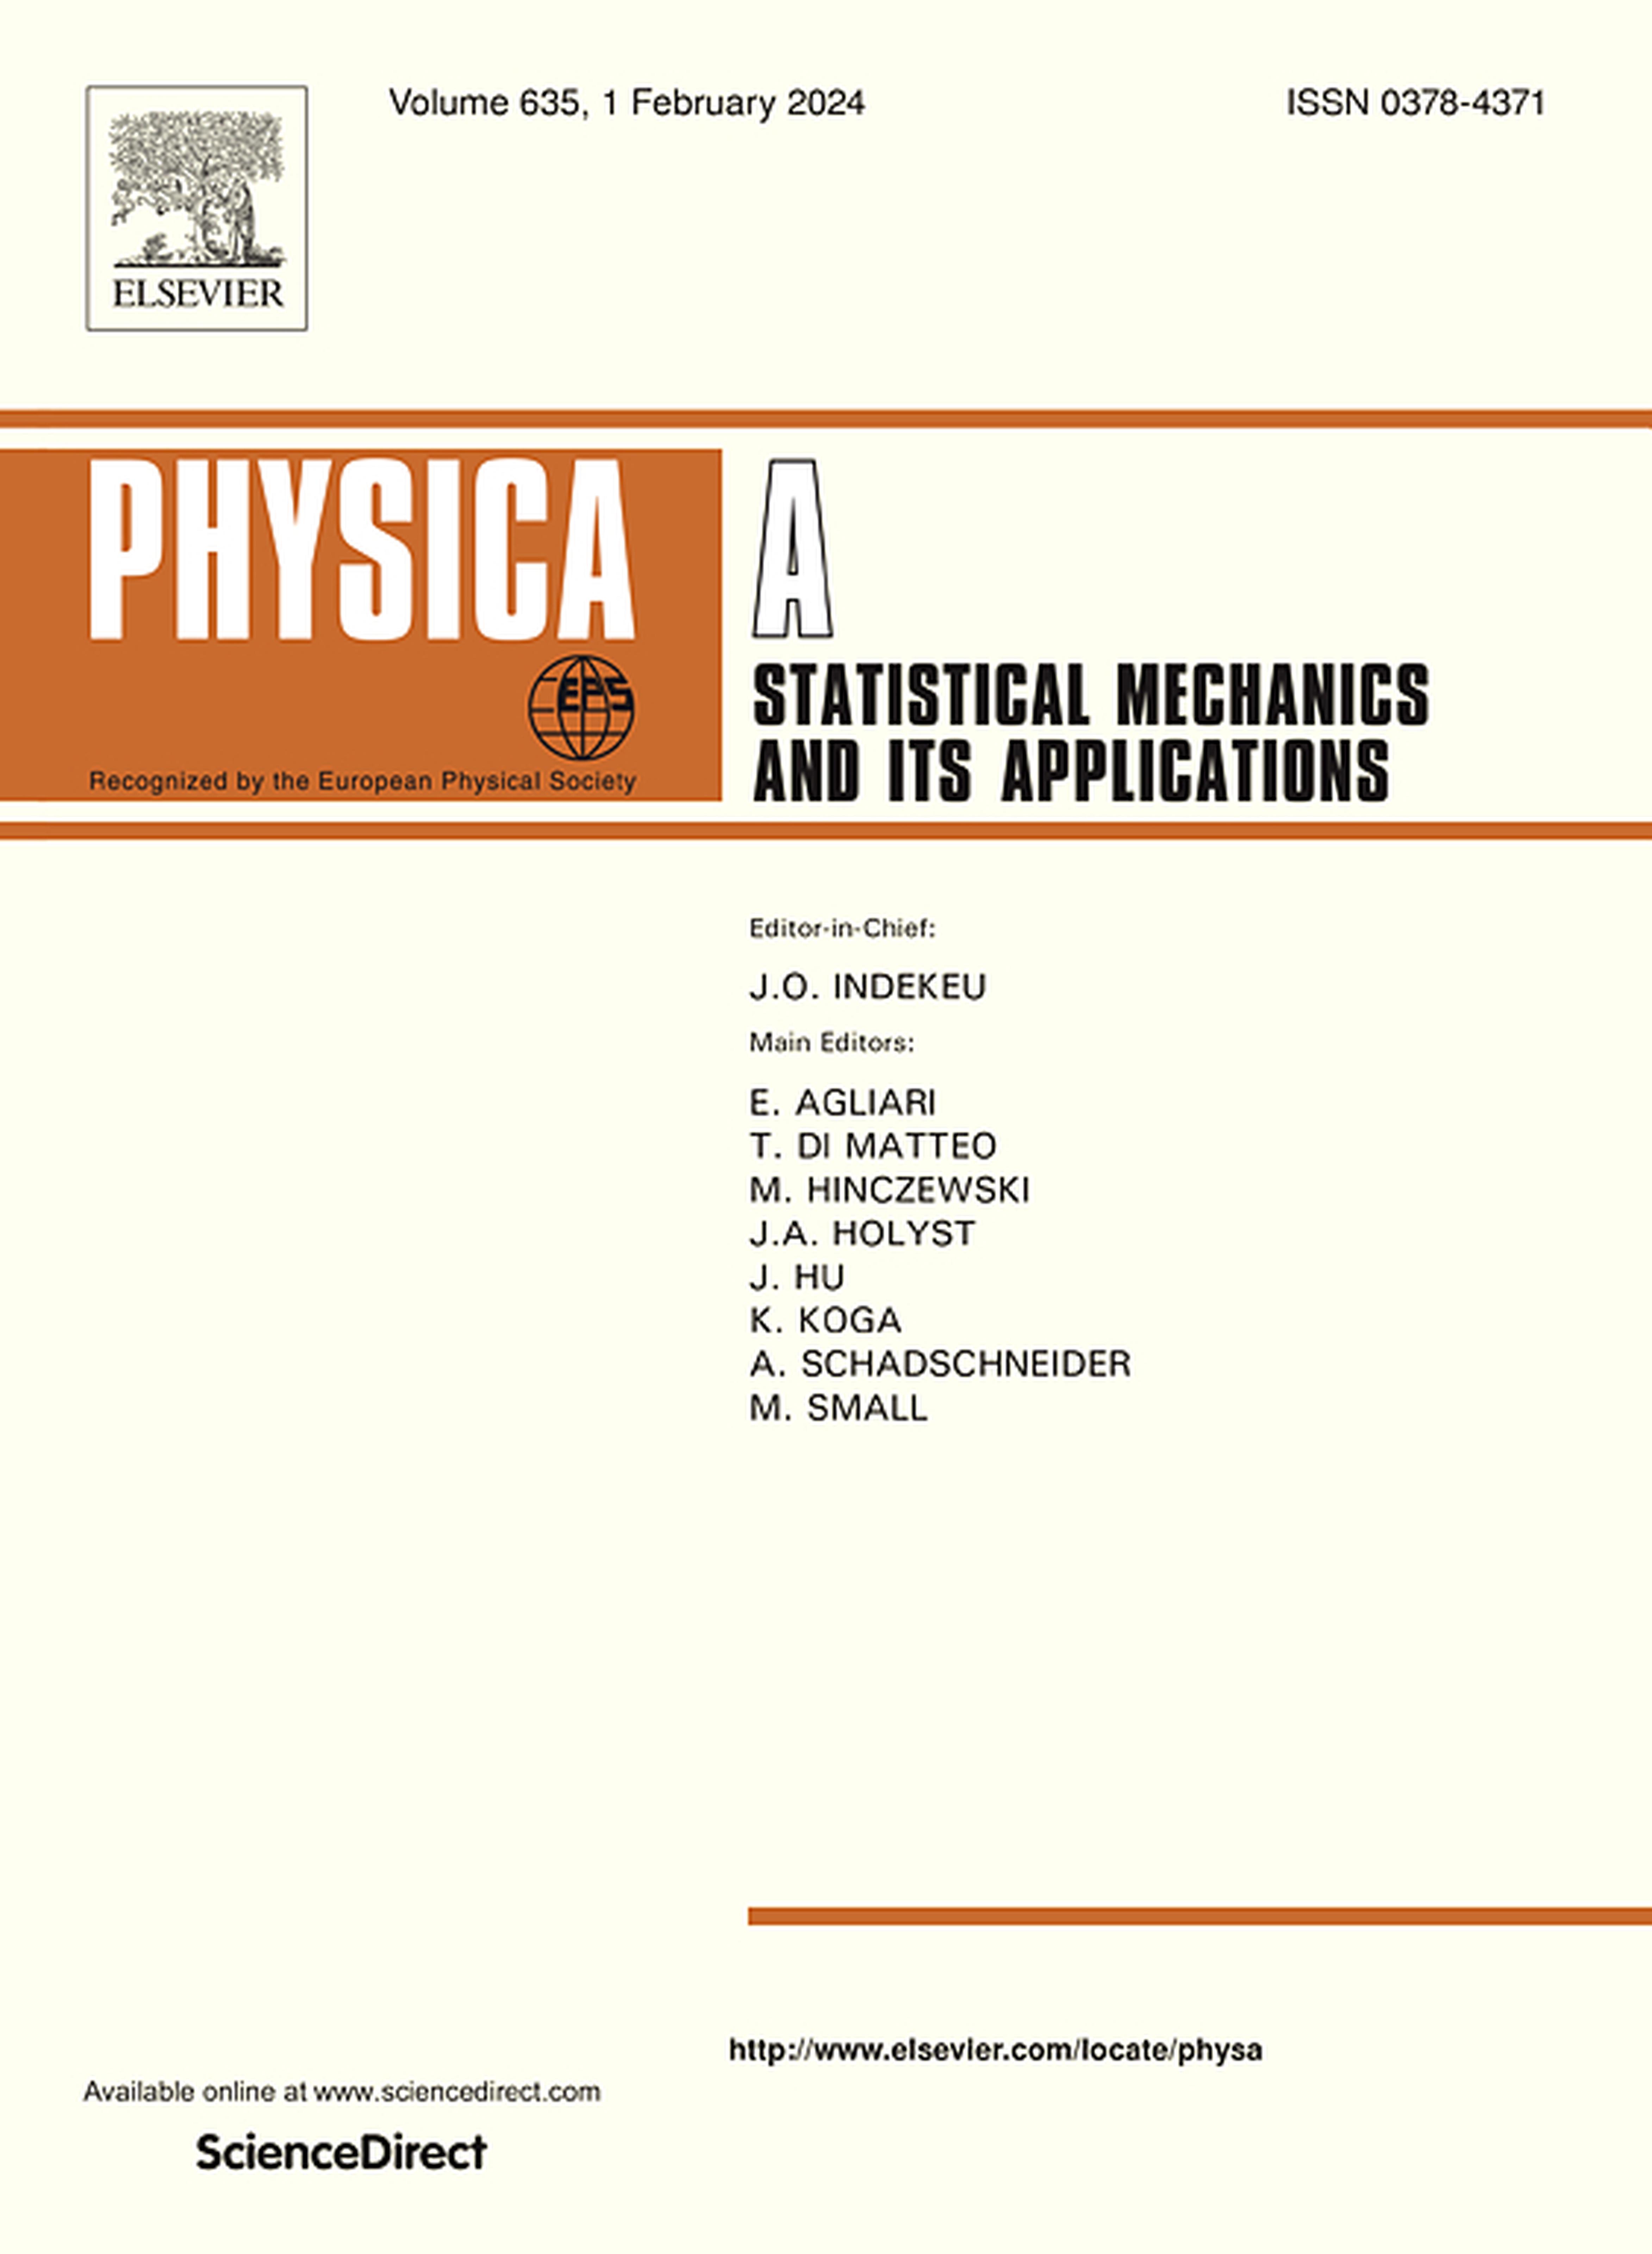 Volume 635, 1 February 2024
ISSN 0378-4371
ELSEVIER
PHYSICA
A
EPS
STATISTICAL MECHANICS
AND ITS APPLICATIONS
Recognized by the European Physical Society
Editor-in-Chief:
J.O. INDEKEU
Main Editors:
E. AGLIARI
T. DI MATTEO
M. HINCZEWSKI
J.A. HOLYST
J. HU
K. KOGA
A. SCHADSCHNEIDER
M. SMALL
http://www.elsevier.com/locate/physa
Available online at www.sciencedirect.com
ScienceDirect